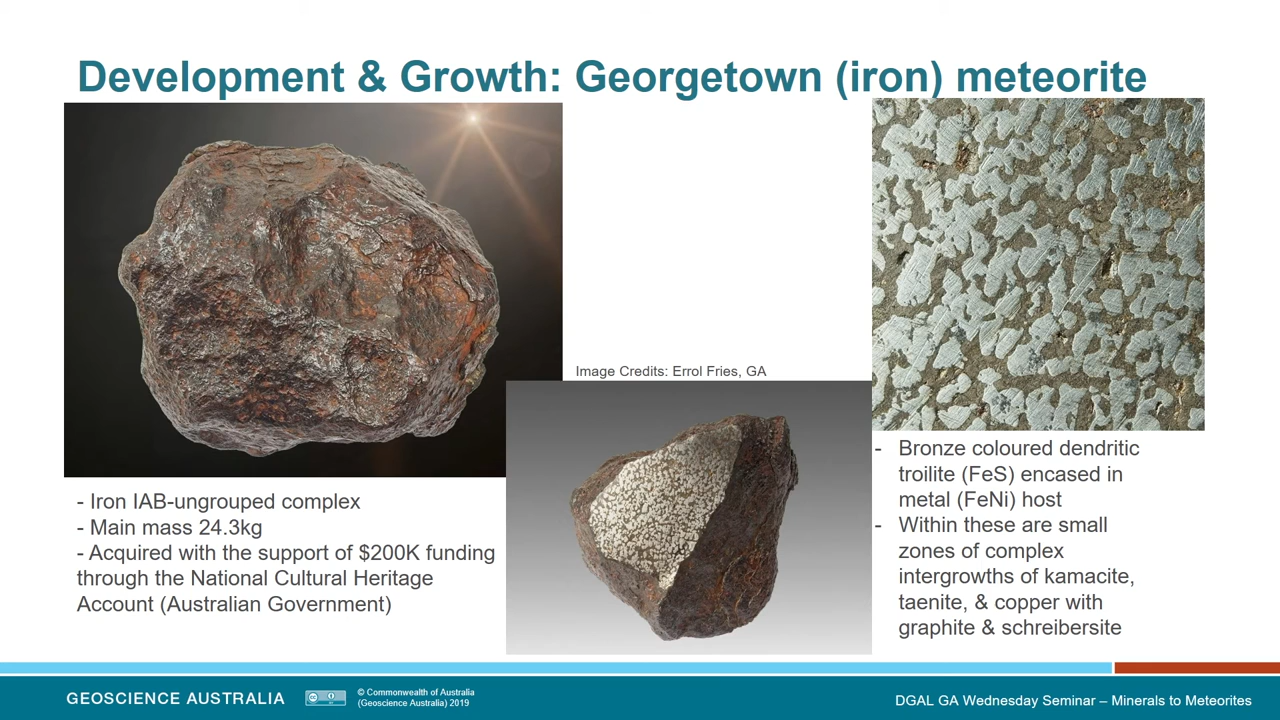 Development & Growth: Georgetown (iron) meteorite
Image Credits: Errol Fries, GA
- Iron IAB-ungrouped complex
- Main mass 24.3kg
- Acquired with the support of $200K funding
through the National Cultural Heritage
Account (Australian Government)
- Bronze coloured dendritic
troilite (FeS) encased in
metal (FeNi) host
- Within these are small
zones of complex
intergrowths of kamacite,
taenite, & copper with
graphite & schreibersite
GEOSCIENCE AUSTRALIA
© Commonwealth of Australia
(Geoscience Australia) 2019
DGAL GA Wednesday Seminar – Minerals to Meteorites